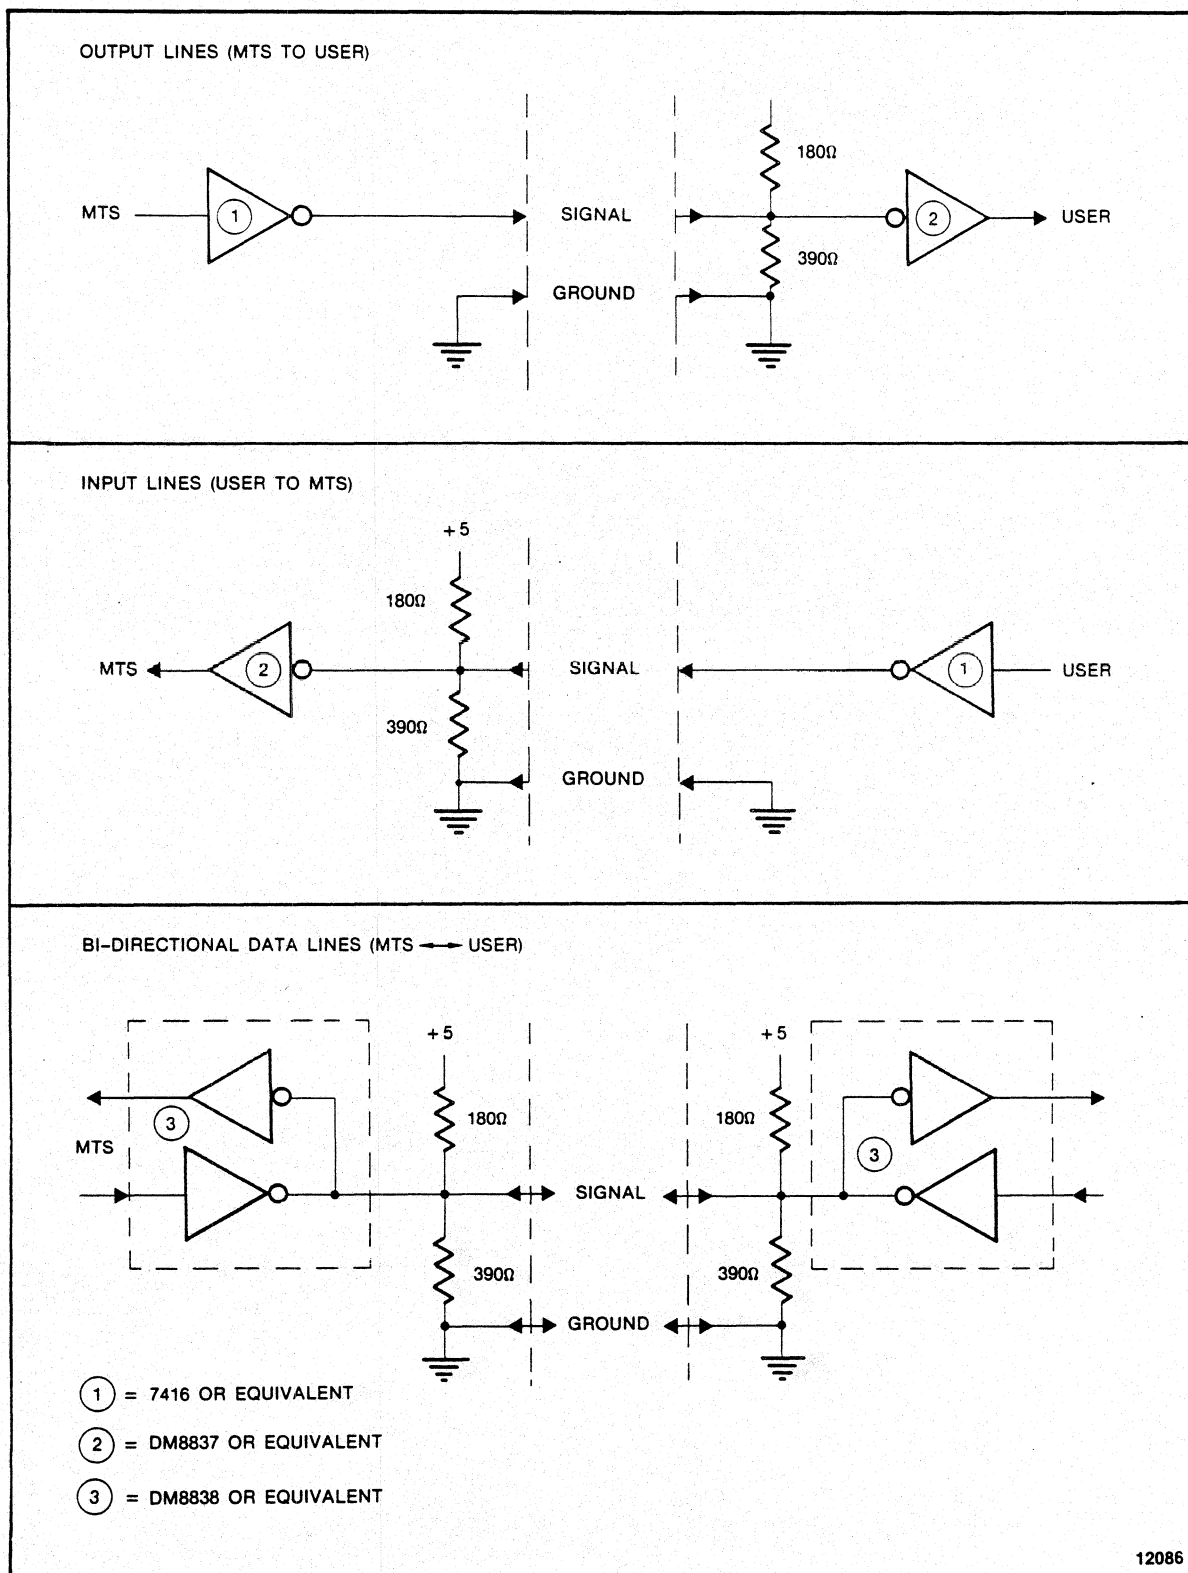 OUTPUT LINES (MTS TO USER)
180Ω
MTS
1
SIGNAL
2
USER
390Ω
GROUND
INPUT LINES (USER TO MTS)
+5
180Ω
MTS
2
SIGNAL
1
USER
390Ω
GROUND
BI-DIRECTIONAL DATA LINES (MTS ↔ USER)
+5
+5
180Ω
180Ω
3
MTS
3
SIGNAL
390Ω
390Ω
GROUND
1 = 7416 OR EQUIVALENT
2 = DM8837 OR EQUIVALENT
3 = DM8838 OR EQUIVALENT
12086